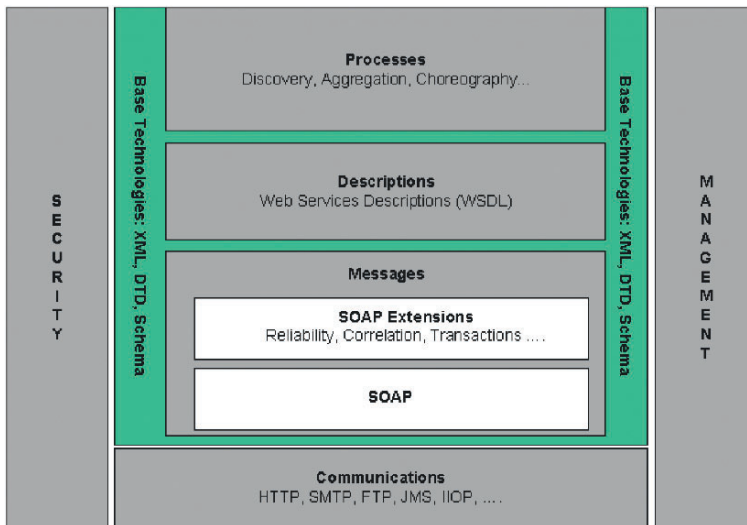 SECURITY
Base Technologies: XML, DTD, Schema
Processes
Discovery, Aggregation, Choreography...
Descriptions
Web Services Descriptions (WSDL)
Messages
SOAP Extensions
Reliability, Correlation, Transactions ....
SOAP
Base Technologies: XML, DTD, Schema
MANAGEMENT
Communications
HTTP, SMTP, FTP, JMS, IIOP, ....